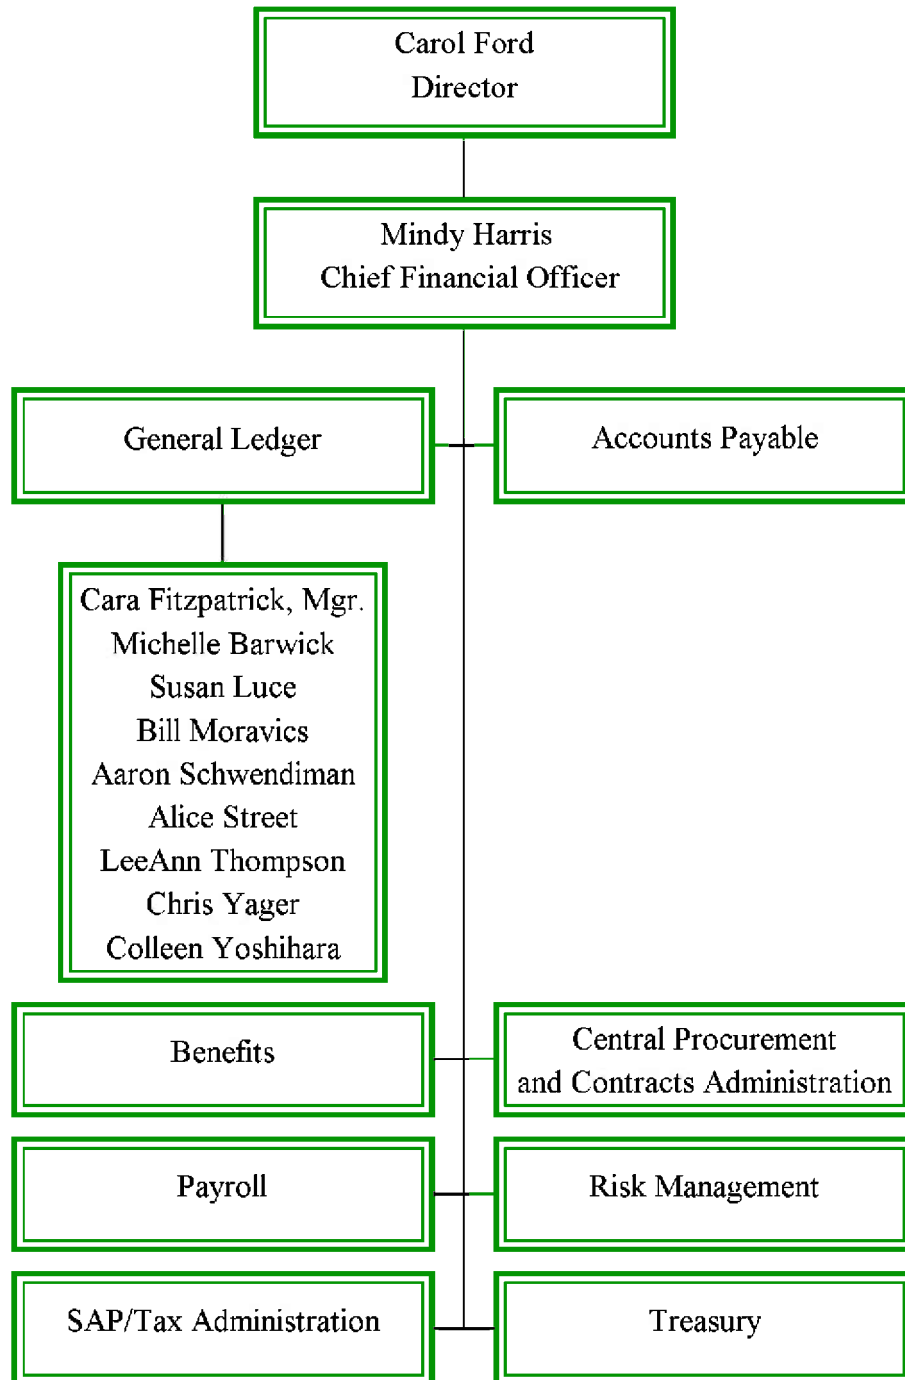 Carol Ford
Director
Mindy Harris
Chief Financial Officer
General Ledger
Accounts Payable
Cara Fitzpatrick, Mgr.
Michelle Barwick
Susan Luce
Bill Moravics
Aaron Schwendiman
Alice Street
LeeAnn Thompson
Chris Yager
Colleen Yoshihara
Benefits
Central Procurement
and Contracts Administration
Payroll
Risk Management
SAP/Tax Administration
Treasury